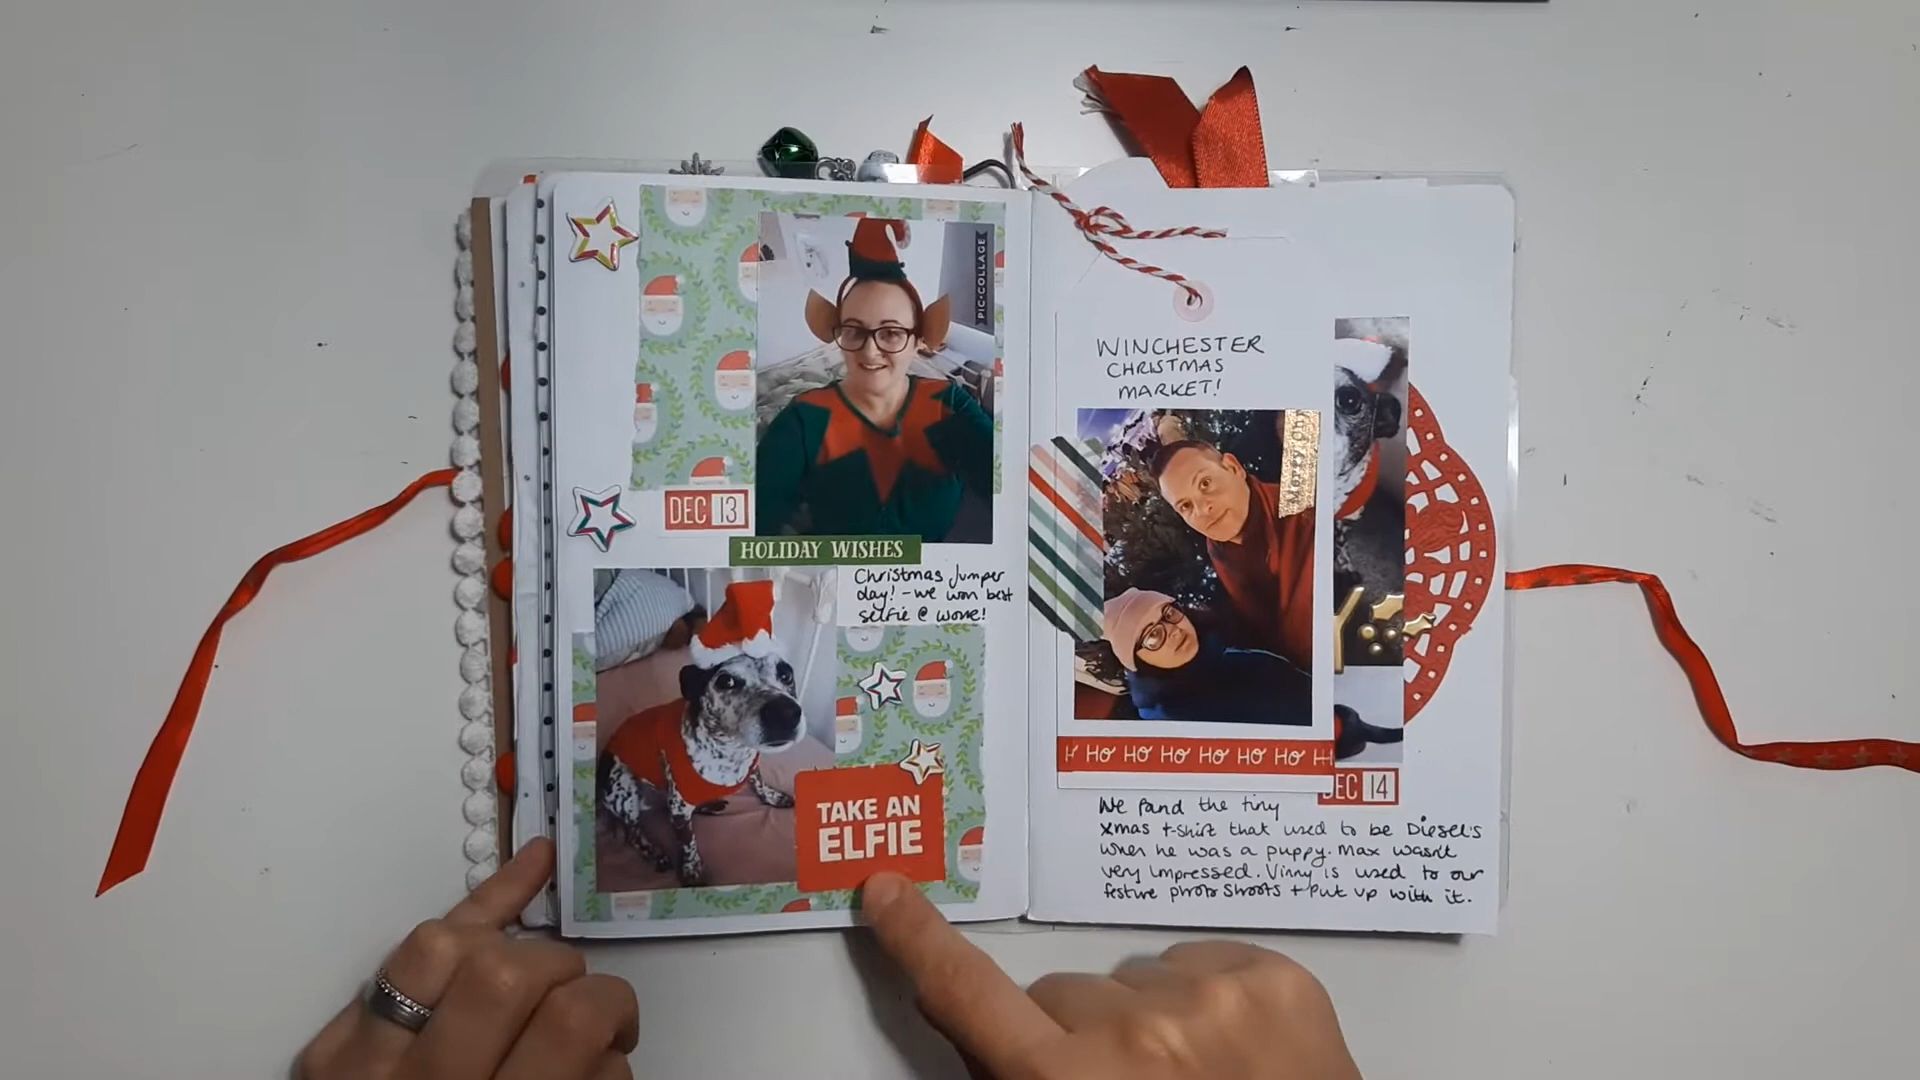 PIC•COLLAGE
DEC 13
HOLIDAY WISHES
Christmas Jumper
day! - we won best
selfie @ work!
TAKE AN
ELFIE
WINCHESTER
CHRISTMAS
MARKET!
Merry
HO HO HO HO HO HO
DEC 14
We found the tiny
xmas t-shirt that used to be Diesel's
when he was a puppy. Max wasn't
very impressed. Vinny is used to our
festive photo shoots + put up with it.